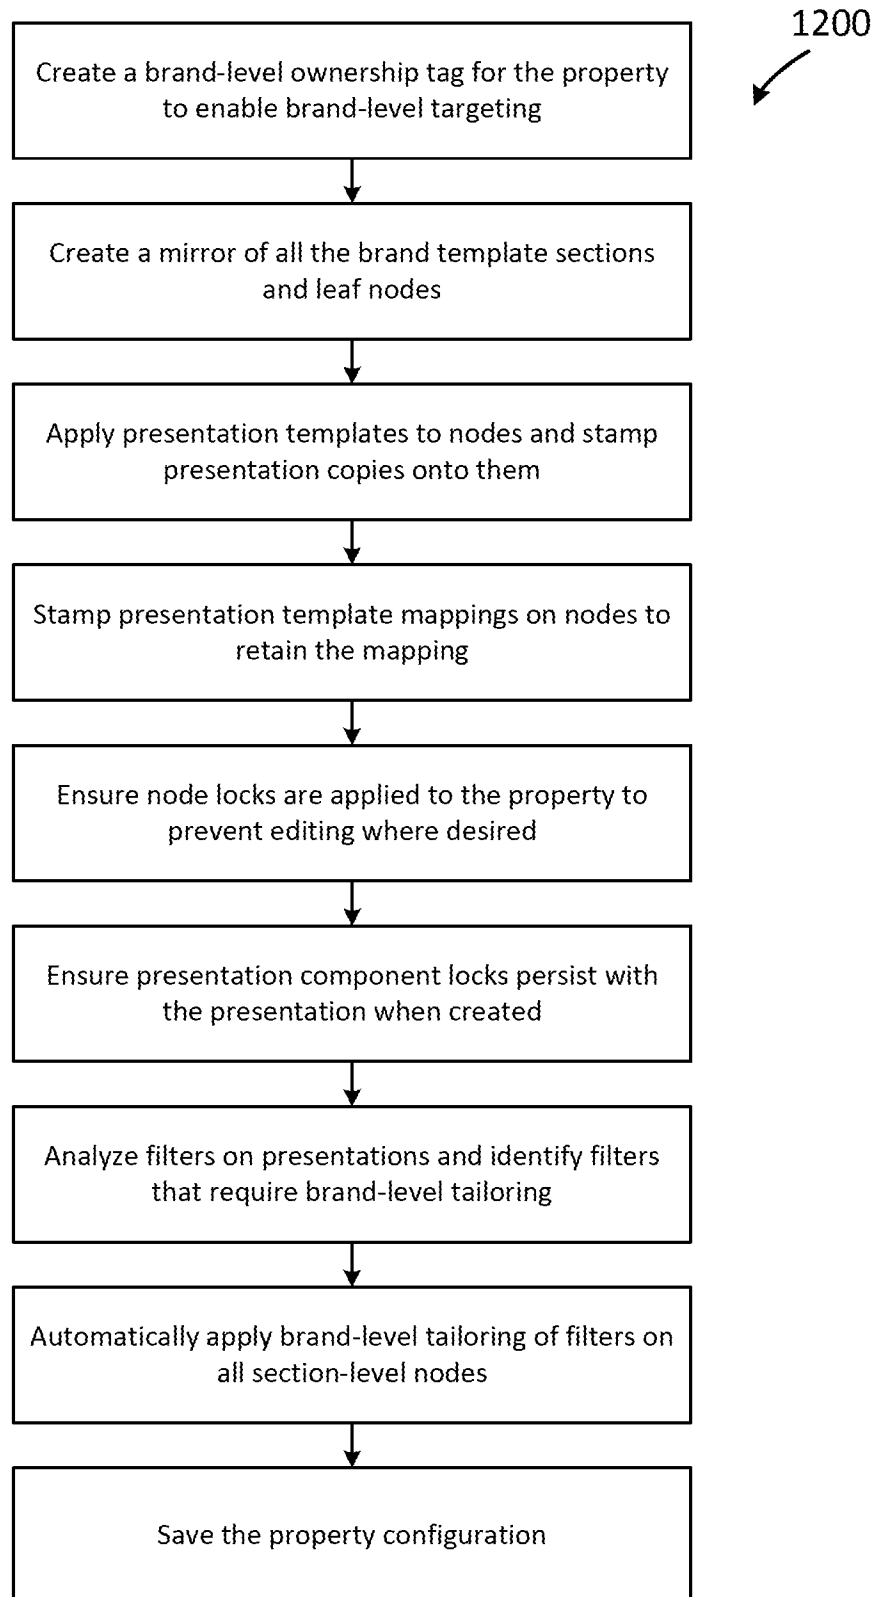 1200
Create a brand-level ownership tag for the property
to enable brand-level targeting
Create a mirror of all the brand template sections
and leaf nodes
Apply presentation templates to nodes and stamp
presentation copies onto them
Stamp presentation template mappings on nodes to
retain the mapping
Ensure node locks are applied to the property to
prevent editing where desired
Ensure presentation component locks persist with
the presentation when created
Analyze filters on presentations and identify filters
that require brand-level tailoring
Automatically apply brand-level tailoring of filters on
all section-level nodes
Save the property configuration